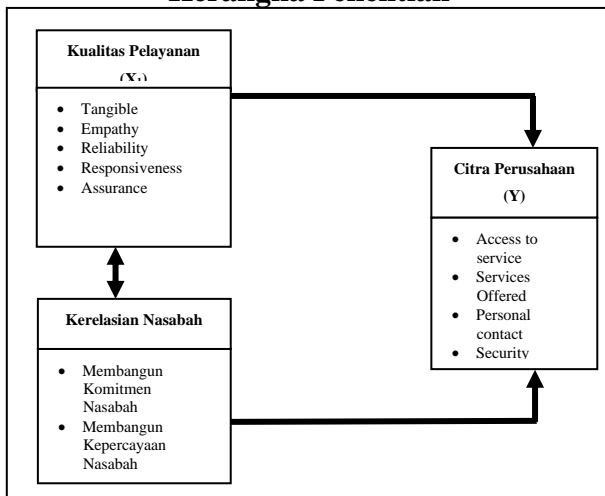 Kerangka Penelitian
Kualitas Pelayanan
(X1)
• Tangible
• Empathy
• Reliability
• Responsiveness
• Assurance
Citra Perusahaan
(Y)
• Access to
service
• Services
Offered
• Personal
contact
• Security
Kerelasian Nasabah
• Membangun
Komitmen
Nasabah
• Membangun
Kepercayaan
Nasabah